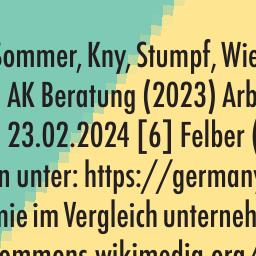 Sommer, Kny, Stumpf, Wie
AK Beratung (2023) Arb
23.02.2024 [6] Felber (
n unter: https://germany
nie im Vergleich unterneh
commons.wikimedia.org/